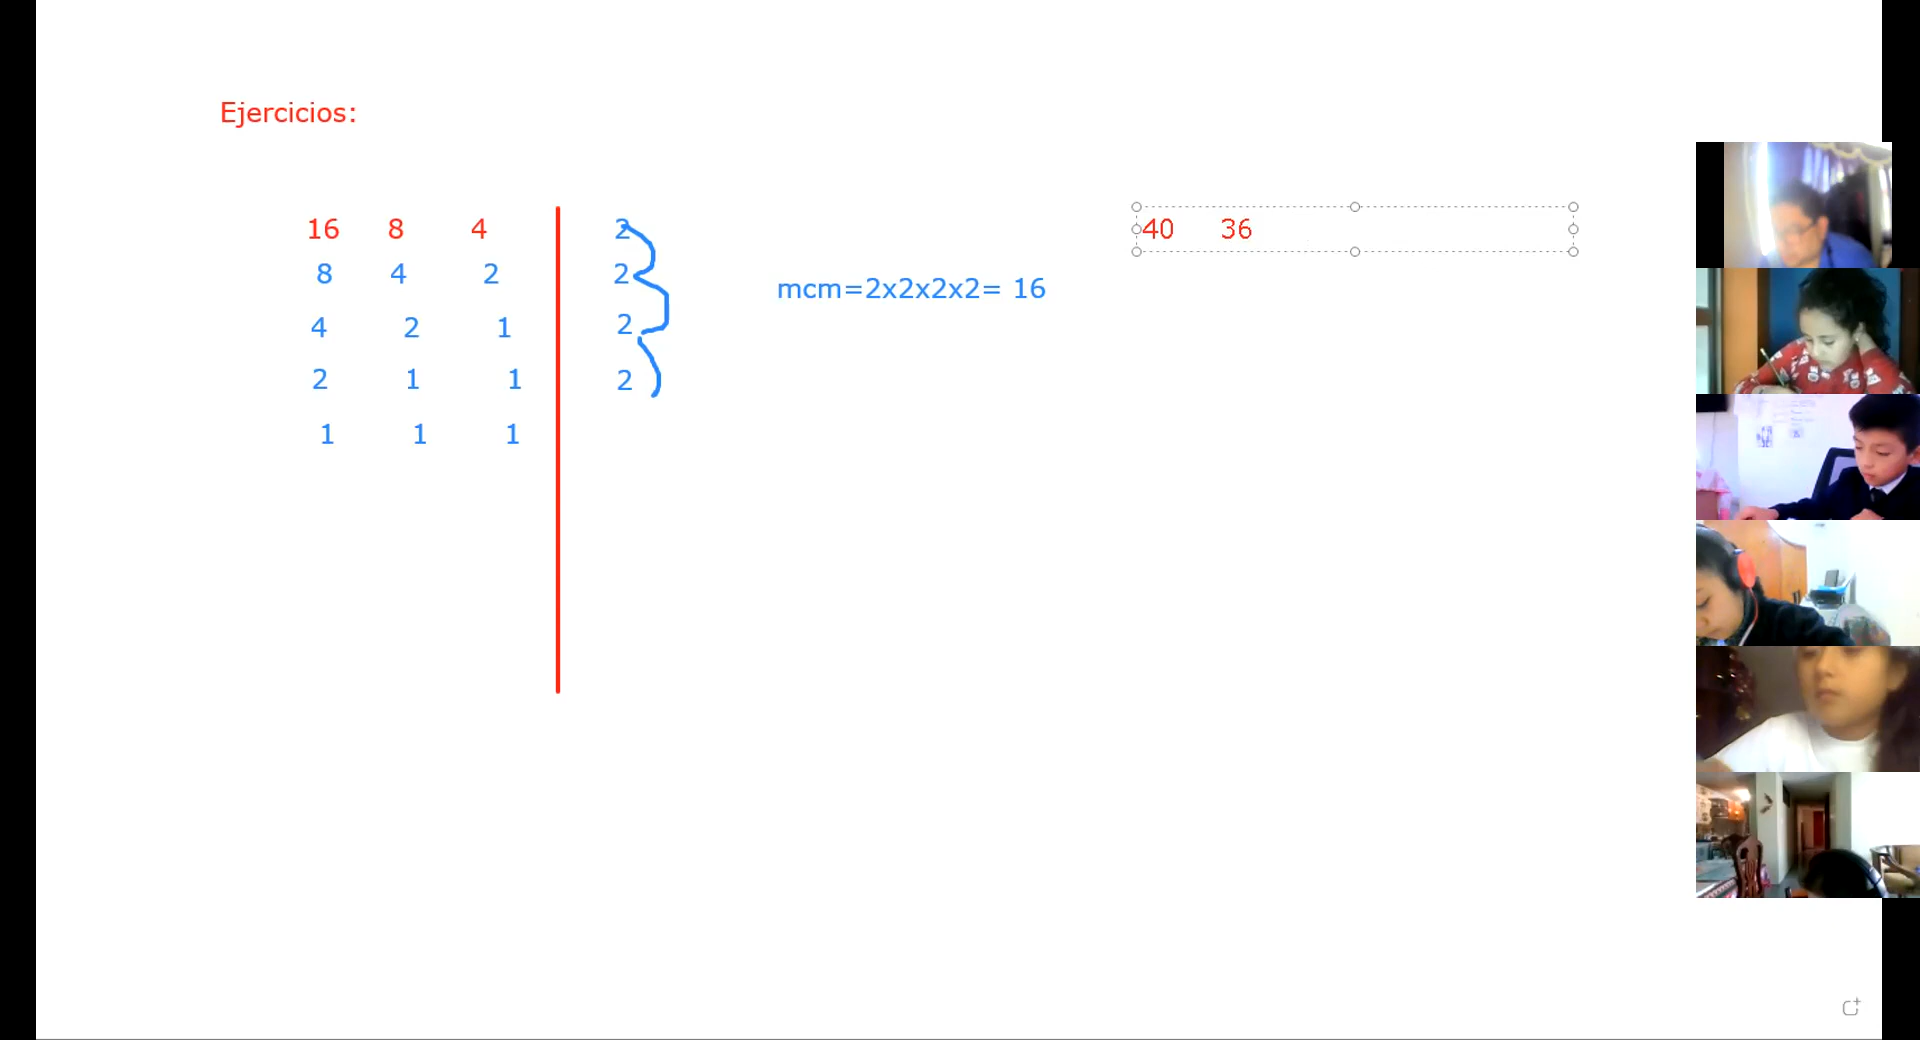 Ejercicios:
16 8 4 2
8 4 2 2
4 2 1 2
2 1 1 2
1 1 1
mcm=2x2x2x2= 16
40 36